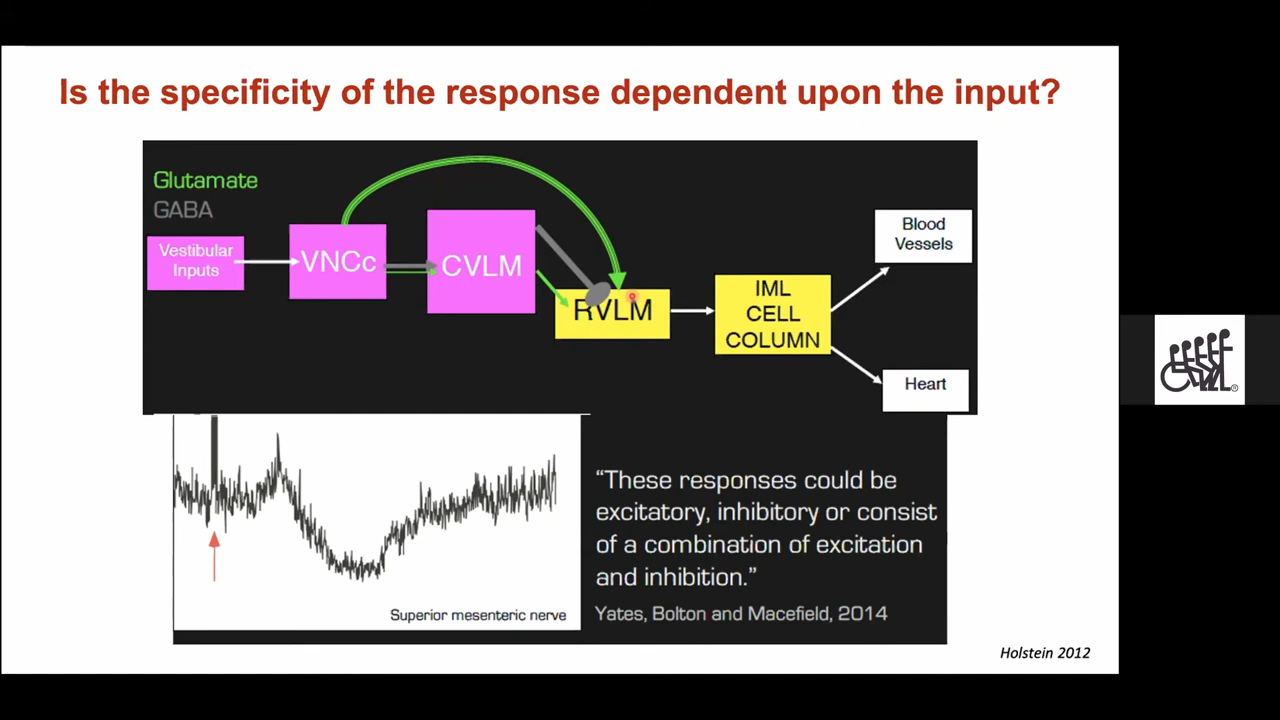 Is the specificity of the response dependent upon the input?
Glutamate
GABA
Vestibular
Inputs
VNCc
CVLM
RVLM
IML
CELL
COLUMN
Blood
Vessels
Heart
“These responses could be
excitatory, inhibitory or consist
of a combination of excitation
and inhibition.”
Yates, Bolton and Macefield, 2014
Superior mesenteric nerve
Holstein 2012
®